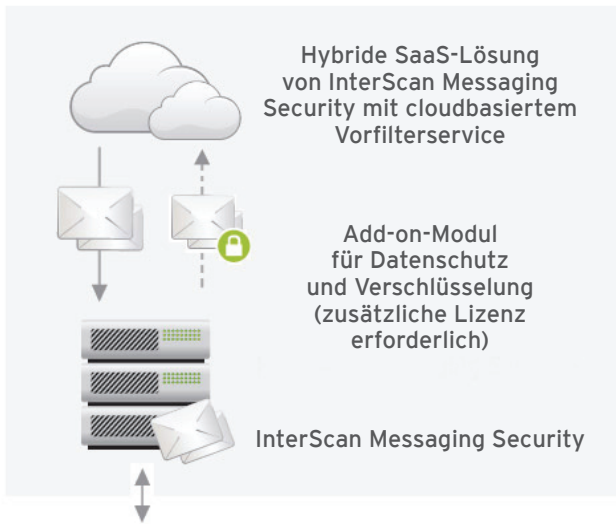 Hybride SaaS-Lösung
von InterScan Messaging
Security mit cloudbasiertem
Vorfilterservice
Add-on-Modul
für Datenschutz
und Verschlüsselung
(zusätzliche Lizenz
erforderlich)
InterScan Messaging Security